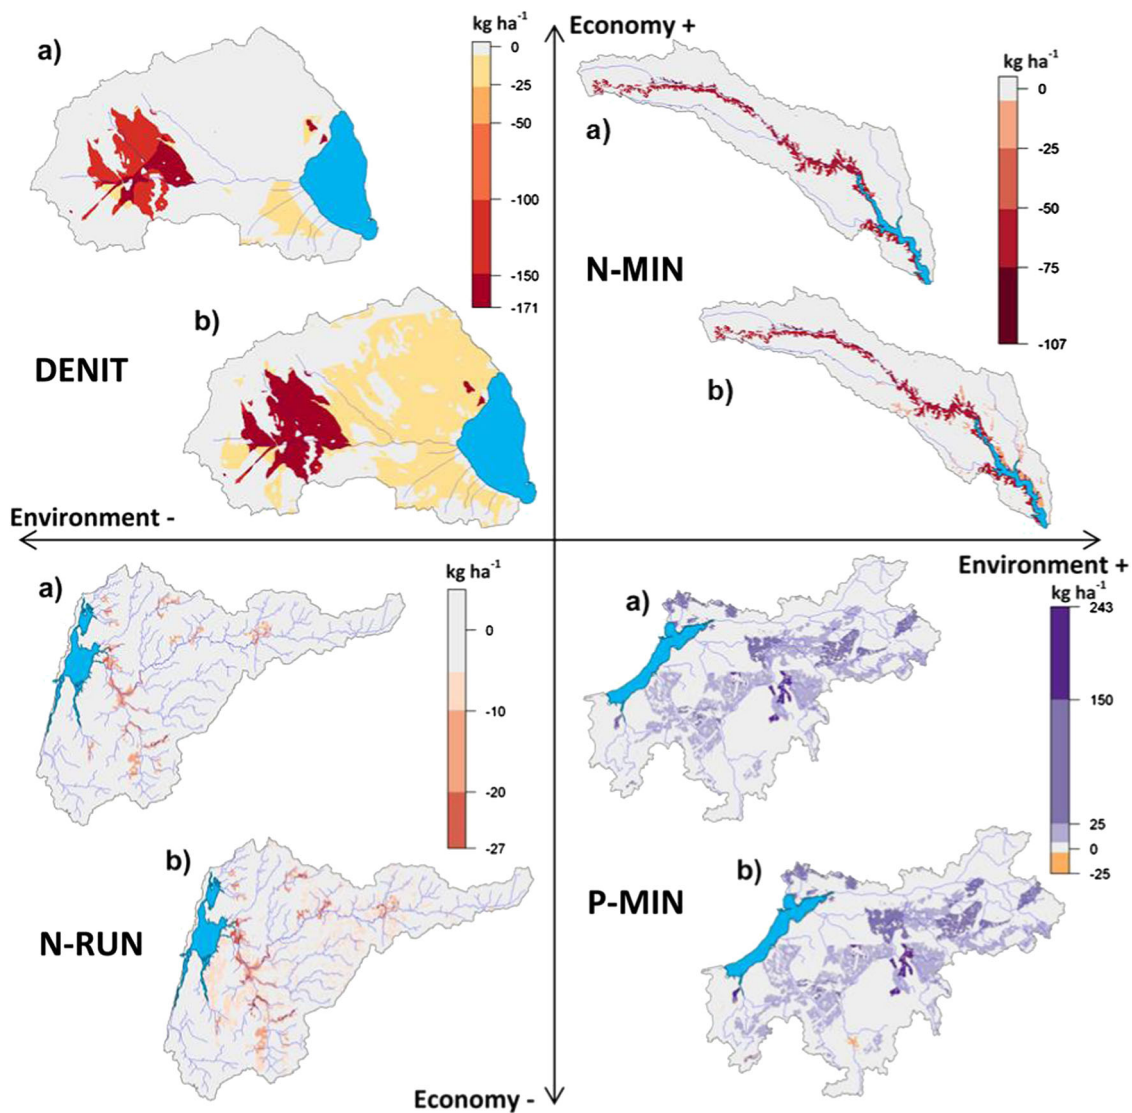 a)
kg ha-1
0
-25
-50
-100
-150
-171
b)
DENIT
Economy +
kg ha-1
0
-25
-50
-75
-107
a)
N-MIN
b)
Environment -
Environment +
a)
kg ha-1
0
-10
-20
-27
b)
N-RUN
a)
kg ha-1
243
150
25
0
-25
b)
P-MIN
Economy -